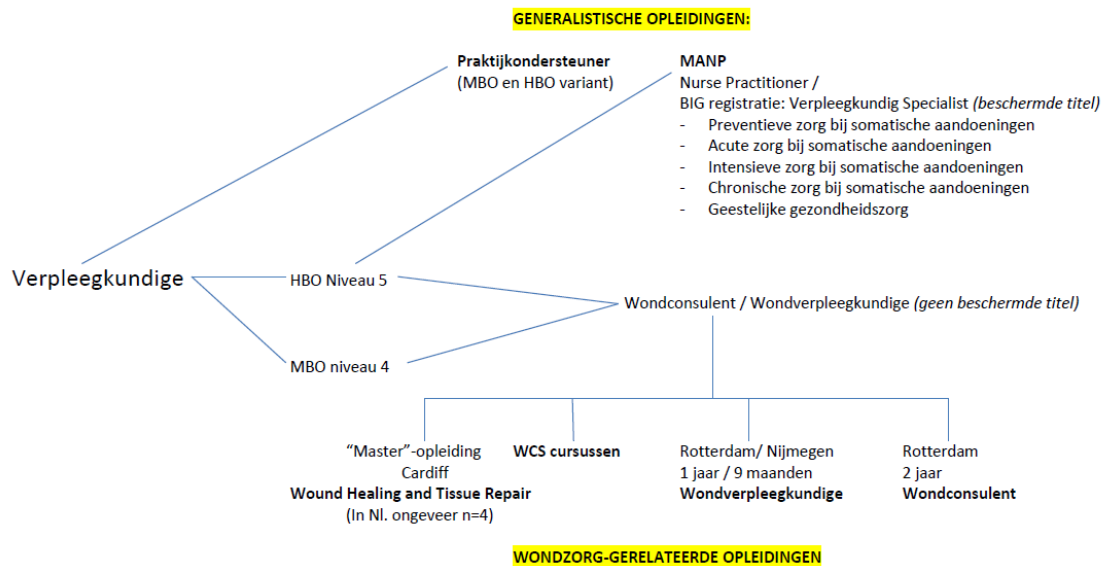 GENERALISTISCHE OPLEIDINGEN:
Praktijkondersteuner
(MBO en HBO variant)
MANP
Nurse Practitioner /
BIG registratie: Verpleegkundig Specialist (beschermde titel)
- Preventieve zorg bij somatische aandoeningen
- Acute zorg bij somatische aandoeningen
- Intensieve zorg bij somatische aandoeningen
- Chronische zorg bij somatische aandoeningen
- Geestelijke gezondheidszorg
Verpleegkundige
HBO Niveau 5
Wondconsulent / Wondverpleegkundige (geen beschermde titel)
MBO niveau 4
“Master”-opleiding
Cardiff
Wound Healing and Tissue Repair
(In Nl. ongeveer n=4)
WCS cursussen
Rotterdam/ Nijmegen
1 jaar / 9 maanden
Wondverpleegkundige
Rotterdam
2 jaar
Wondconsulent
WONDZORG-GERELATEERDE OPLEIDINGEN